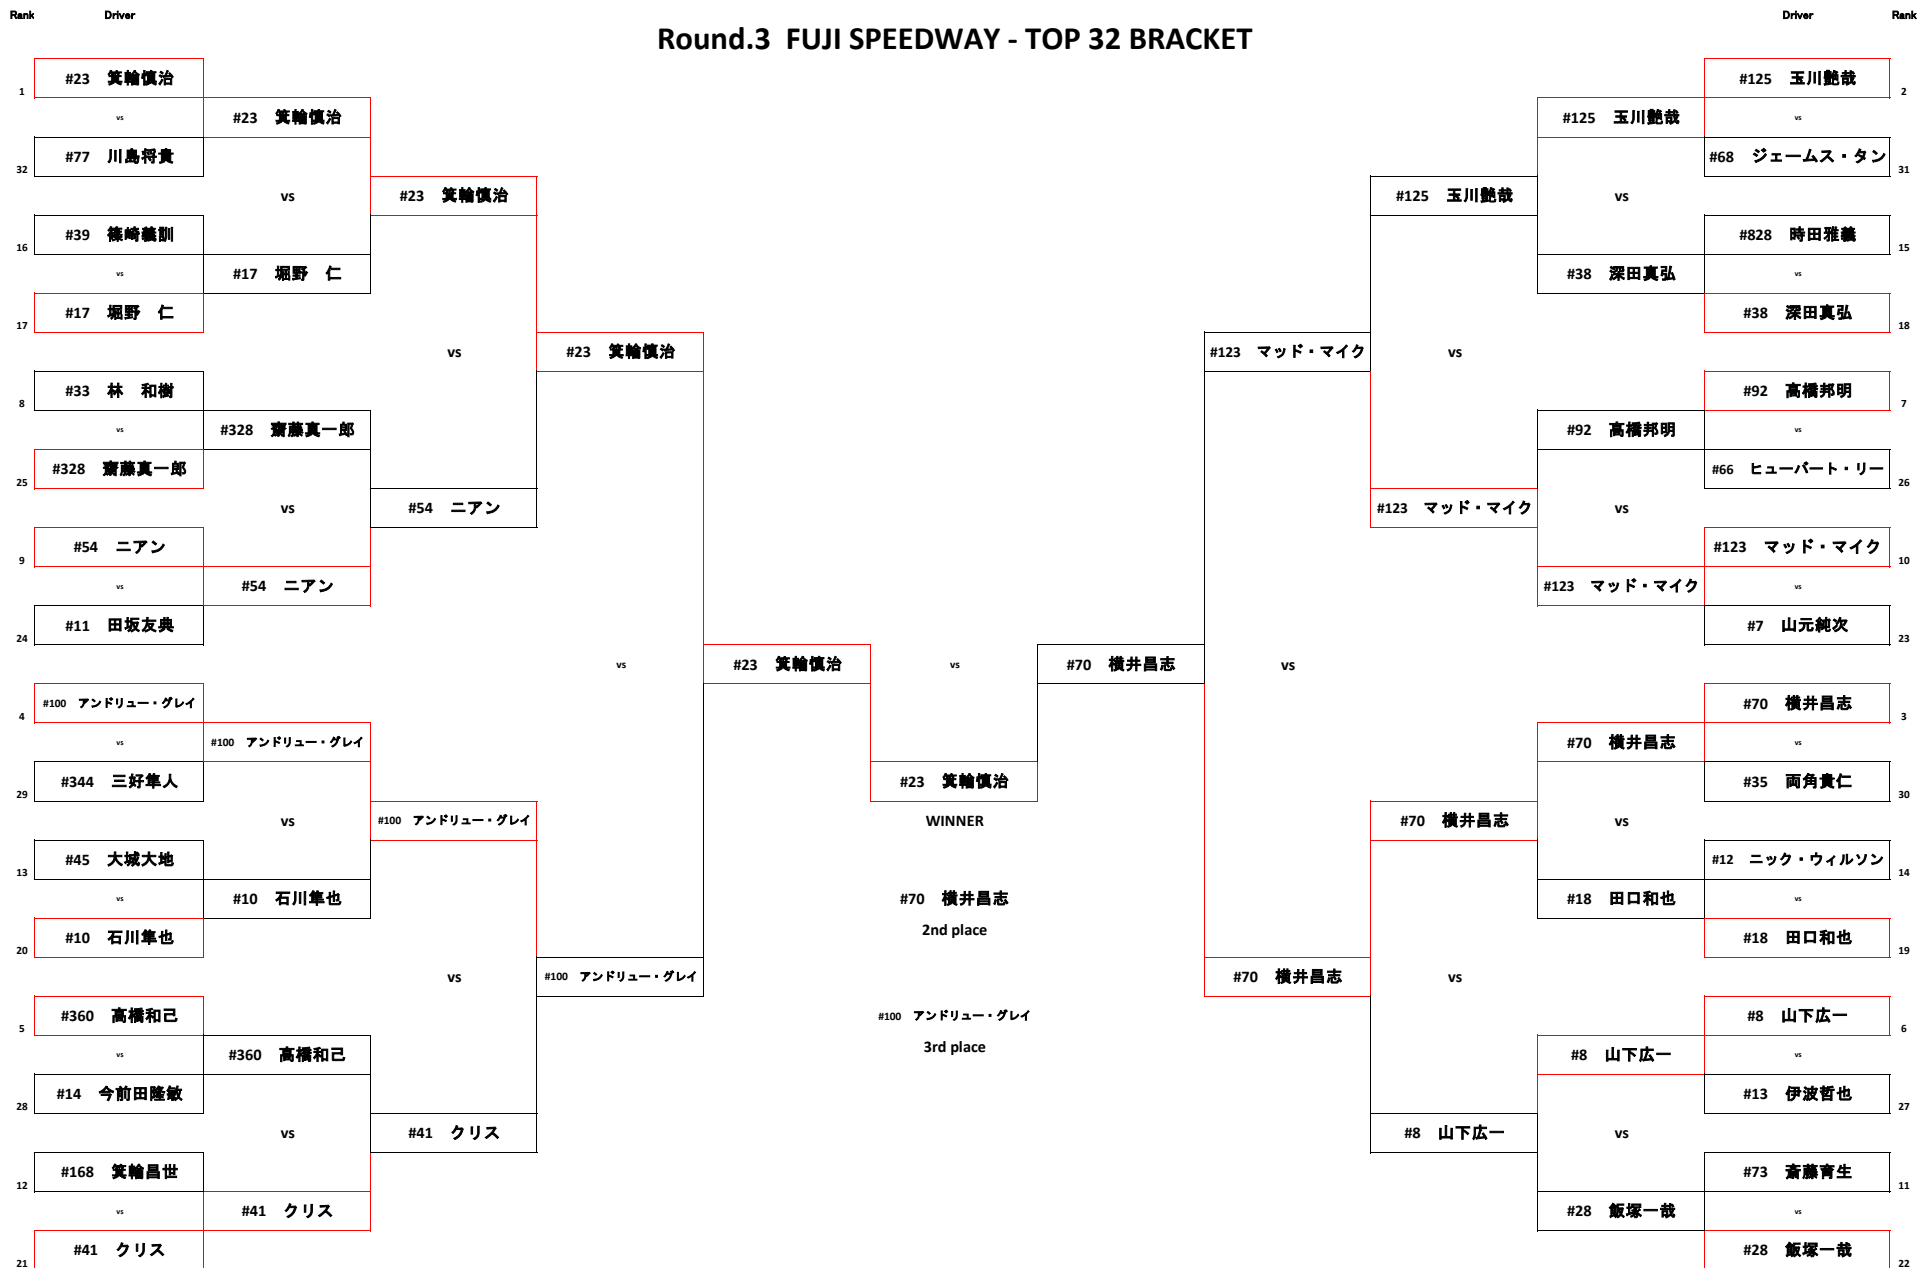 Rank Driver
Driver Rank
Round.3 FUJI SPEEDWAY - TOP 32 BRACKET
1 #23 箕輪慎治
vs
32 #77 川島将貴
16 #39 篠崎義訓
vs
17 #17 堀野 仁
8 #33 林 和樹
vs
25 #328 齋藤真一郎
9 #54 ニアン
vs
24 #11 田坂友典
4 #100 アンドリュー・グレイ
vs
29 #344 三好隼人
13 #45 大城大地
vs
20 #10 石川隼也
5 #360 高橋和己
vs
28 #14 今前田隆敏
12 #168 箕輪昌世
vs
21 #41 クリス
#23 箕輪慎治
vs
#17 堀野 仁
#328 齋藤真一郎
vs
#54 ニアン
#100 アンドリュー・グレイ
vs
#10 石川隼也
#360 高橋和己
vs
#41 クリス
#23 箕輪慎治
vs
#54 ニアン
#100 アンドリュー・グレイ
vs
#41 クリス
#23 箕輪慎治
vs
#100 アンドリュー・グレイ
#23 箕輪慎治
vs
#70 横井昌志
#23 箕輪慎治
WINNER
#70 横井昌志
2nd place
#100 アンドリュー・グレイ
3rd place
#123 マッド・マイク
vs
#70 横井昌志
#125 玉川艶哉
vs
#123 マッド・マイク
#70 横井昌志
vs
#8 山下広一
#125 玉川艶哉
vs
#38 深田真弘
#92 高橋邦明
vs
#123 マッド・マイク
#70 横井昌志
vs
#18 田口和也
#8 山下広一
vs
#28 飯塚一哉
#125 玉川艶哉 2
vs
#68 ジェームス・タン 31
#828 時田雅義 15
vs
#38 深田真弘 18
#92 高橋邦明 7
vs
#66 ヒューバート・リー 26
#123 マッド・マイク 10
vs
#7 山元純次 23
#70 横井昌志 3
vs
#35 両角貴仁 30
#12 ニック・ウィルソン 14
vs
#18 田口和也 19
#8 山下広一 6
vs
#13 伊波哲也 27
#73 斎藤育生 11
vs
#28 飯塚一哉 22